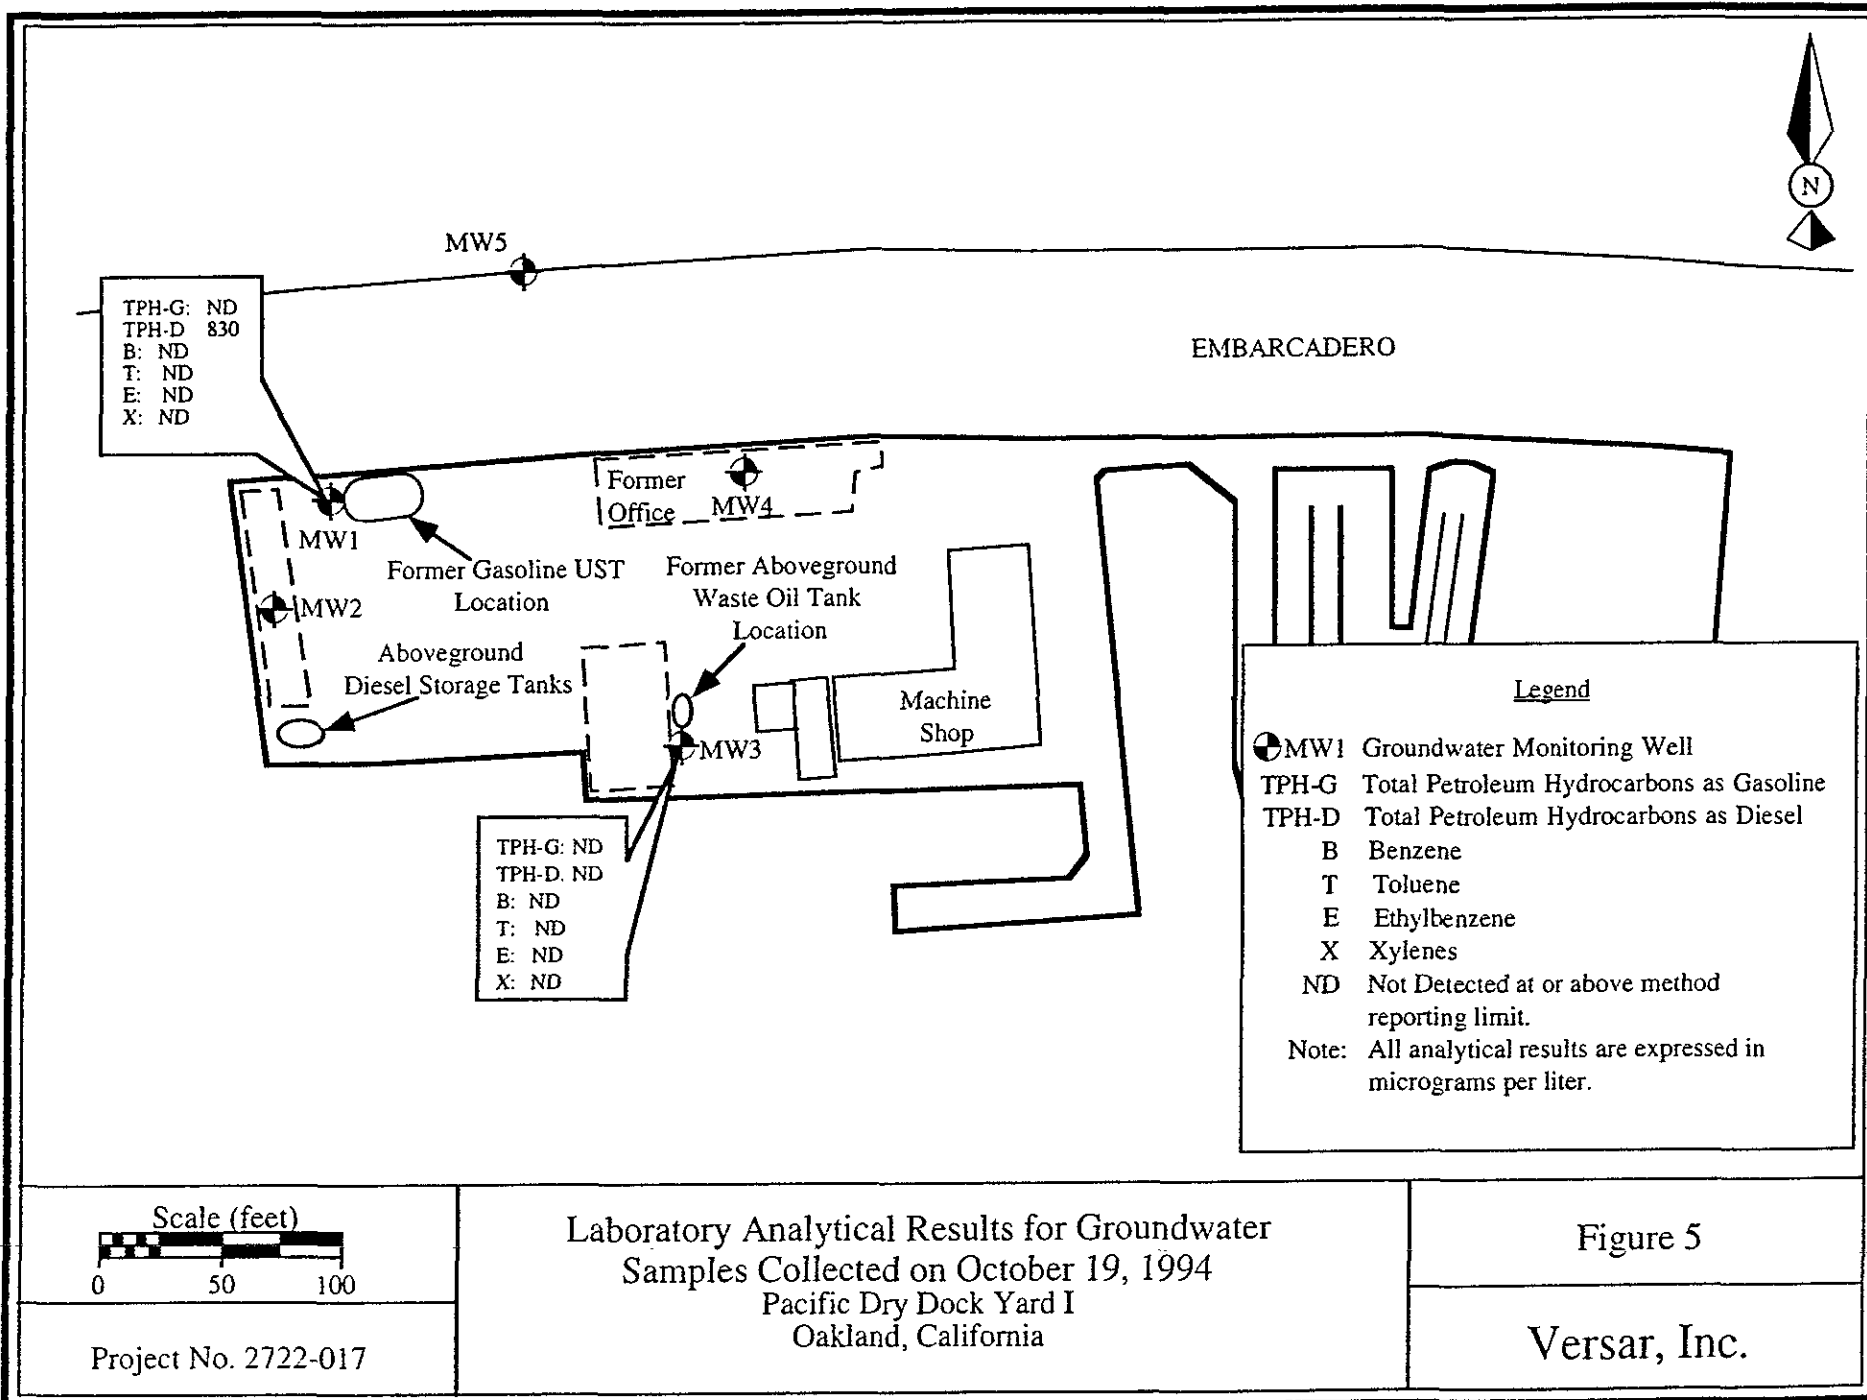 N
MW5
TPH-G: ND
TPH-D 830
B: ND
T: ND
E: ND
X: ND
EMBARCADERO
Former
Office
MW4
MW1
Former Gasoline UST
Location
Former Aboveground
Waste Oil Tank
Location
MW2
Aboveground
Diesel Storage Tanks
Machine
Shop
MW3
TPH-G: ND
TPH-D. ND
B: ND
T: ND
E: ND
X: ND
Legend
MW1 Groundwater Monitoring Well
TPH-G Total Petroleum Hydrocarbons as Gasoline
TPH-D Total Petroleum Hydrocarbons as Diesel
B Benzene
T Toluene
E Ethylbenzene
X Xylenes
ND Not Detected at or above method
reporting limit.
Note: All analytical results are expressed in
micrograms per liter.
Scale (feet)
0 50 100
Project No. 2722-017
Laboratory Analytical Results for Groundwater
Samples Collected on October 19, 1994
Pacific Dry Dock Yard I
Oakland, California
Figure 5
Versar, Inc.